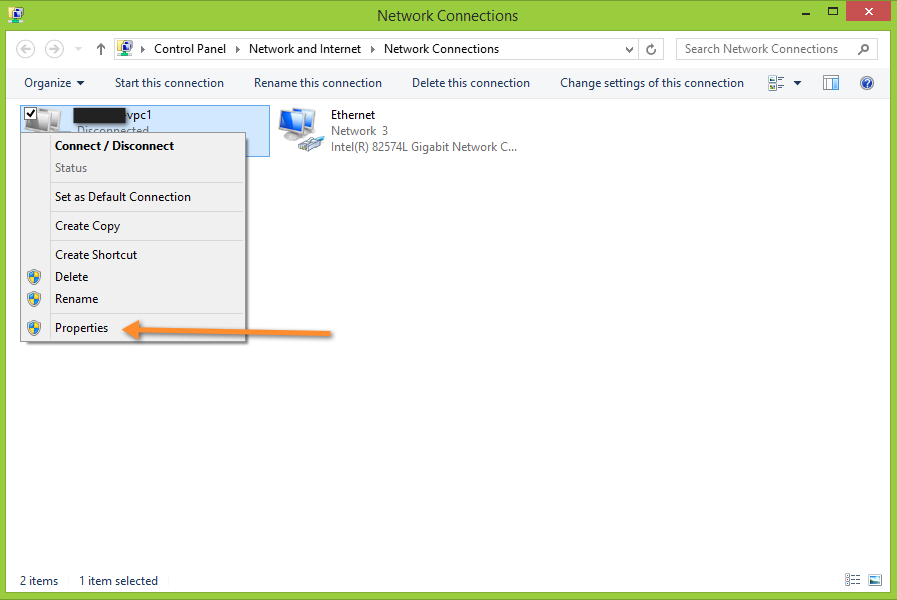 Network Connections
Control Panel Network and Internet Network Connections
Search Network Connections
Organize Start this connection Rename this connection Delete this connection Change settings of this connection
vpc1
Disconnected
Ethernet
Network 3
Intel(R) 82574L Gigabit Network C...
Connect / Disconnect
Status
Set as Default Connection
Create Copy
Create Shortcut
Delete
Rename
Properties
2 items 1 item selected